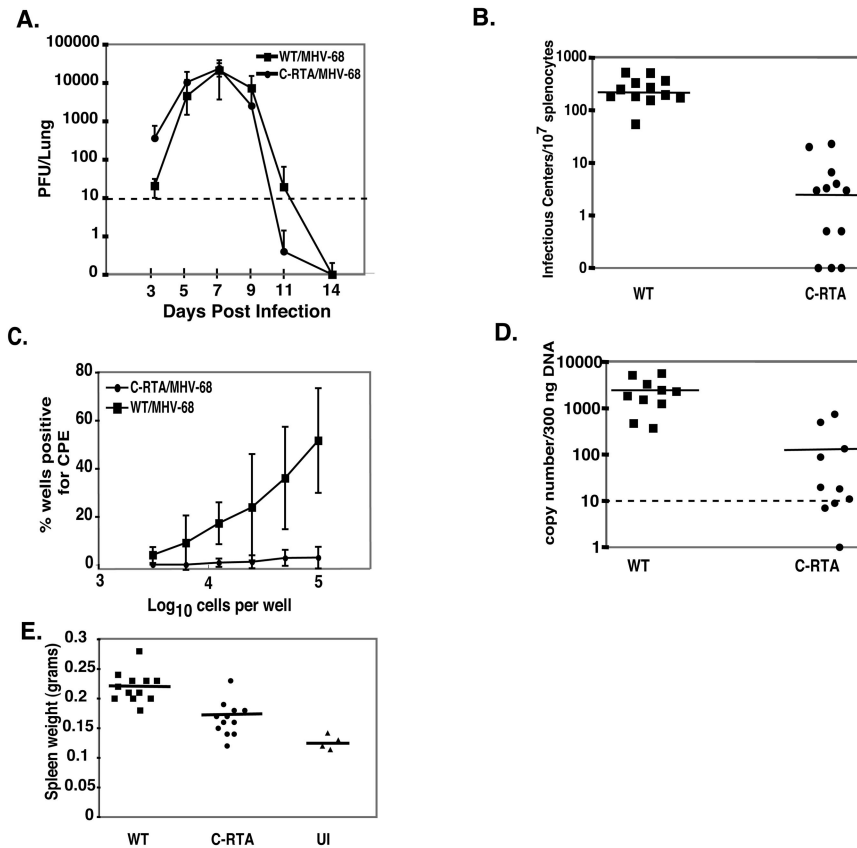 A.
100000
10000
1000
100
10
1
0
PFU/Lung
WT/MHV-68
C-RTA/MHV-68
3 5 7 9 11 14
Days Post Infection
B.
1000
100
10
1
0
Infectious Centers/10^7 splenocytes
WT C-RTA
C.
80
60
40
20
0
% wells positive
for CPE
C-RTA/MHV-68
WT/MHV-68
3 4 5
Log10 cells per well
D.
10000
1000
100
10
1
copy number/300 ng DNA
WT C-RTA
E.
0.3
0.25
0.2
0.15
0.1
0.05
0
Spleen weight (grams)
WT C-RTA UI